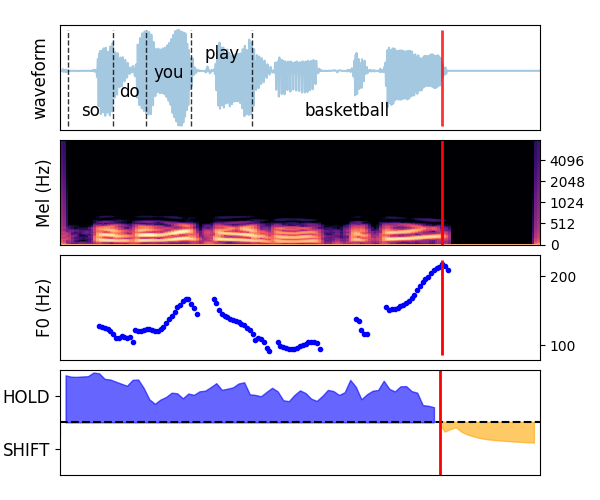 waveform
so
do
you
play
basketball
Mel (Hz)
4096
2048
1024
512
0
F0 (Hz)
200
100
HOLD
SHIFT